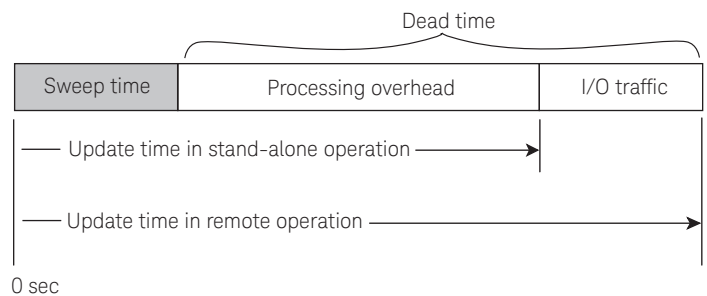 Dead time
Sweep time
Processing overhead
I/O traffic
Update time in stand-alone operation
Update time in remote operation
0 sec